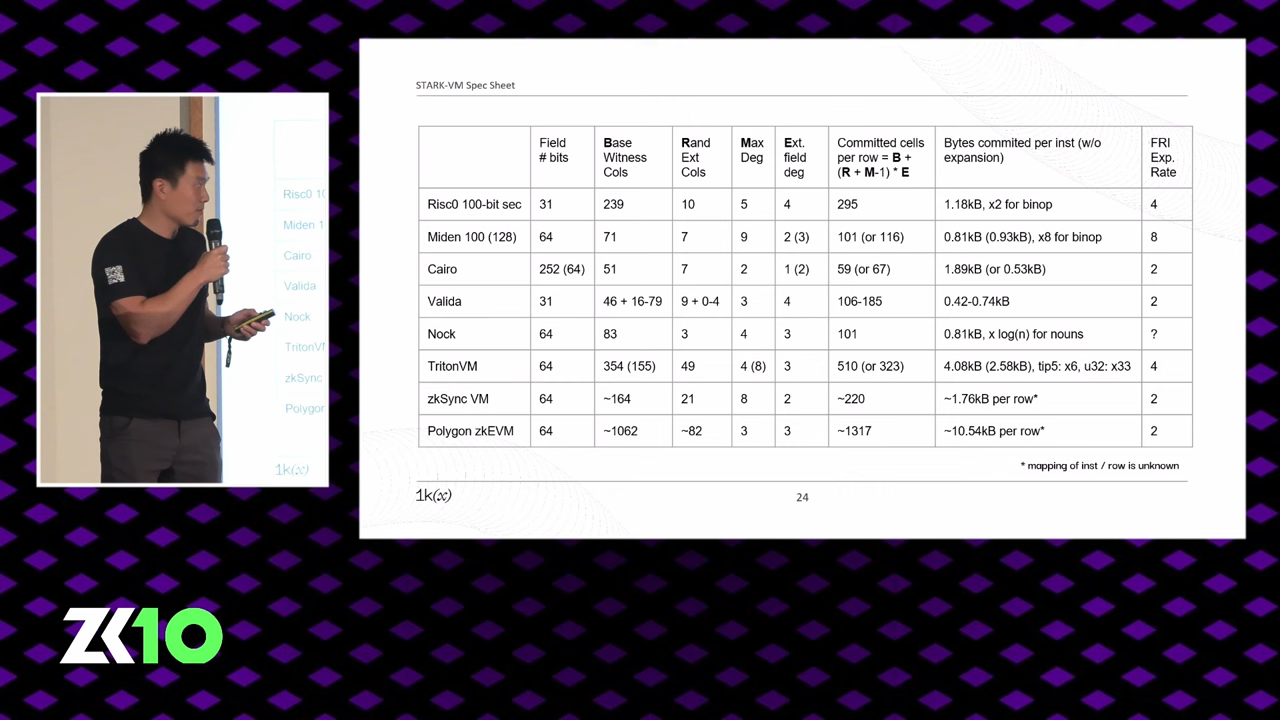 STARK-VM Spec Sheet
Field # bits | Base Witness Cols | Rand Ext Cols | Max Deg | Ext. field deg | Committed cells per row = B + (R + M-1) * E | Bytes commited per inst (w/o expansion) | FRI Exp. Rate
Risc0 100-bit sec | 31 | 239 | 10 | 5 | 4 | 295 | 1.18kB, x2 for binop | 4
Miden 100 (128) | 64 | 71 | 7 | 9 | 2 (3) | 101 (or 116) | 0.81kB (0.93kB), x8 for binop | 8
Cairo | 252 (64) | 51 | 7 | 2 | 1 (2) | 59 (or 67) | 1.89kB (or 0.53kB) | 2
Valida | 31 | 46 + 16-79 | 9 + 0-4 | 3 | 4 | 106-185 | 0.42-0.74kB | 2
Nock | 64 | 83 | 3 | 4 | 3 | 101 | 0.81kB, x log(n) for nouns | ?
TritonVM | 64 | 354 (155) | 49 | 4 (8) | 3 | 510 (or 323) | 4.08kB (2.58kB), tip5: x6, u32: x33 | 4
zkSync VM | 64 | ~164 | 21 | 8 | 2 | ~220 | ~1.76kB per row* | 2
Polygon zkEVM | 64 | ~1062 | ~82 | 3 | 3 | ~1317 | ~10.54kB per row* | 2
* mapping of inst / row is unknown
1k(x)
24
Risc0 10
Miden 1
Cairo
Valida
Nock
TritonVM
zkSync
Polygon
1k(x)
ZK10